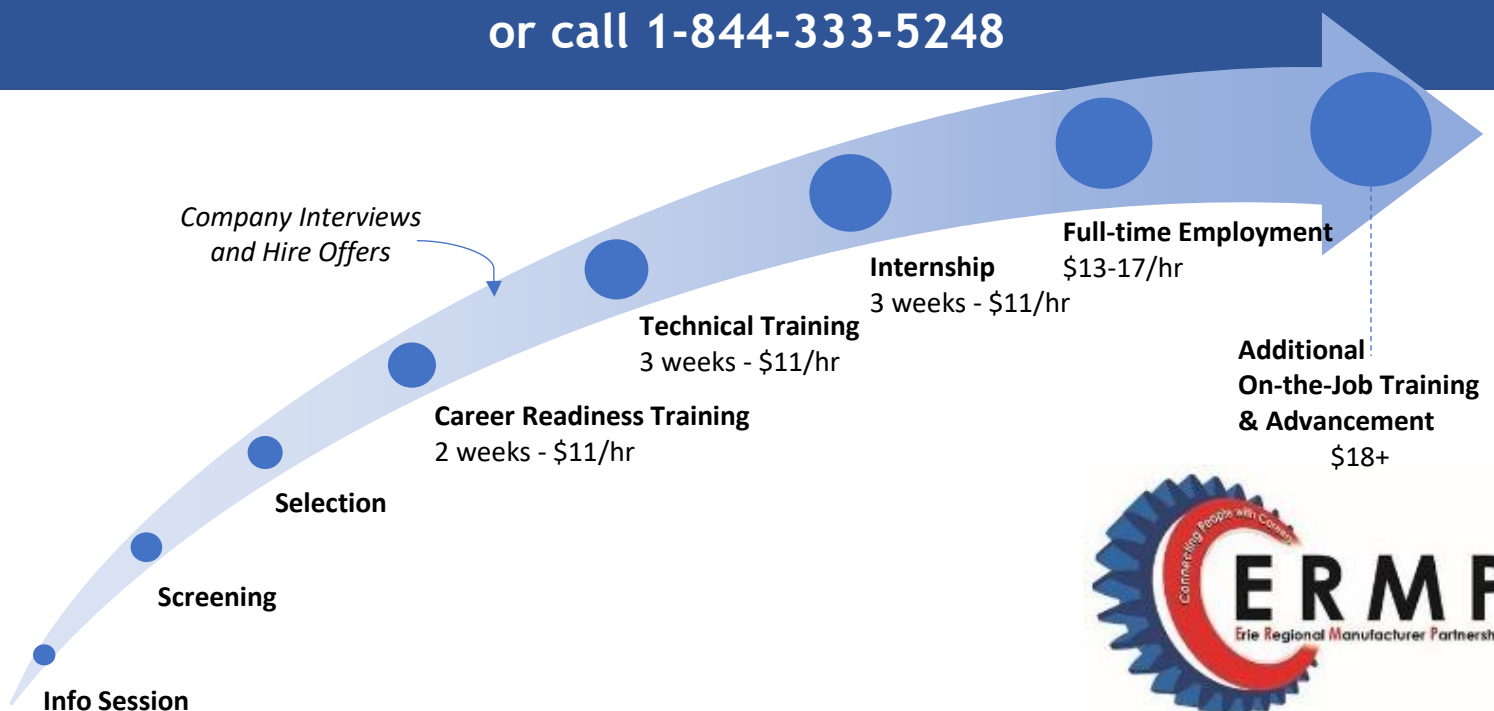 or call 1-844-333-5248
Company Interviews
and Hire Offers
Full-time Employment
$13-17/hr
Internship
3 weeks - $11/hr
Technical Training
3 weeks - $11/hr
Additional
On-the-Job Training
& Advancement
$18+
Career Readiness Training
2 weeks - $11/hr
Selection
Screening
Info Session
Connecting People with
ERMP
Erie Regional Manufacturer